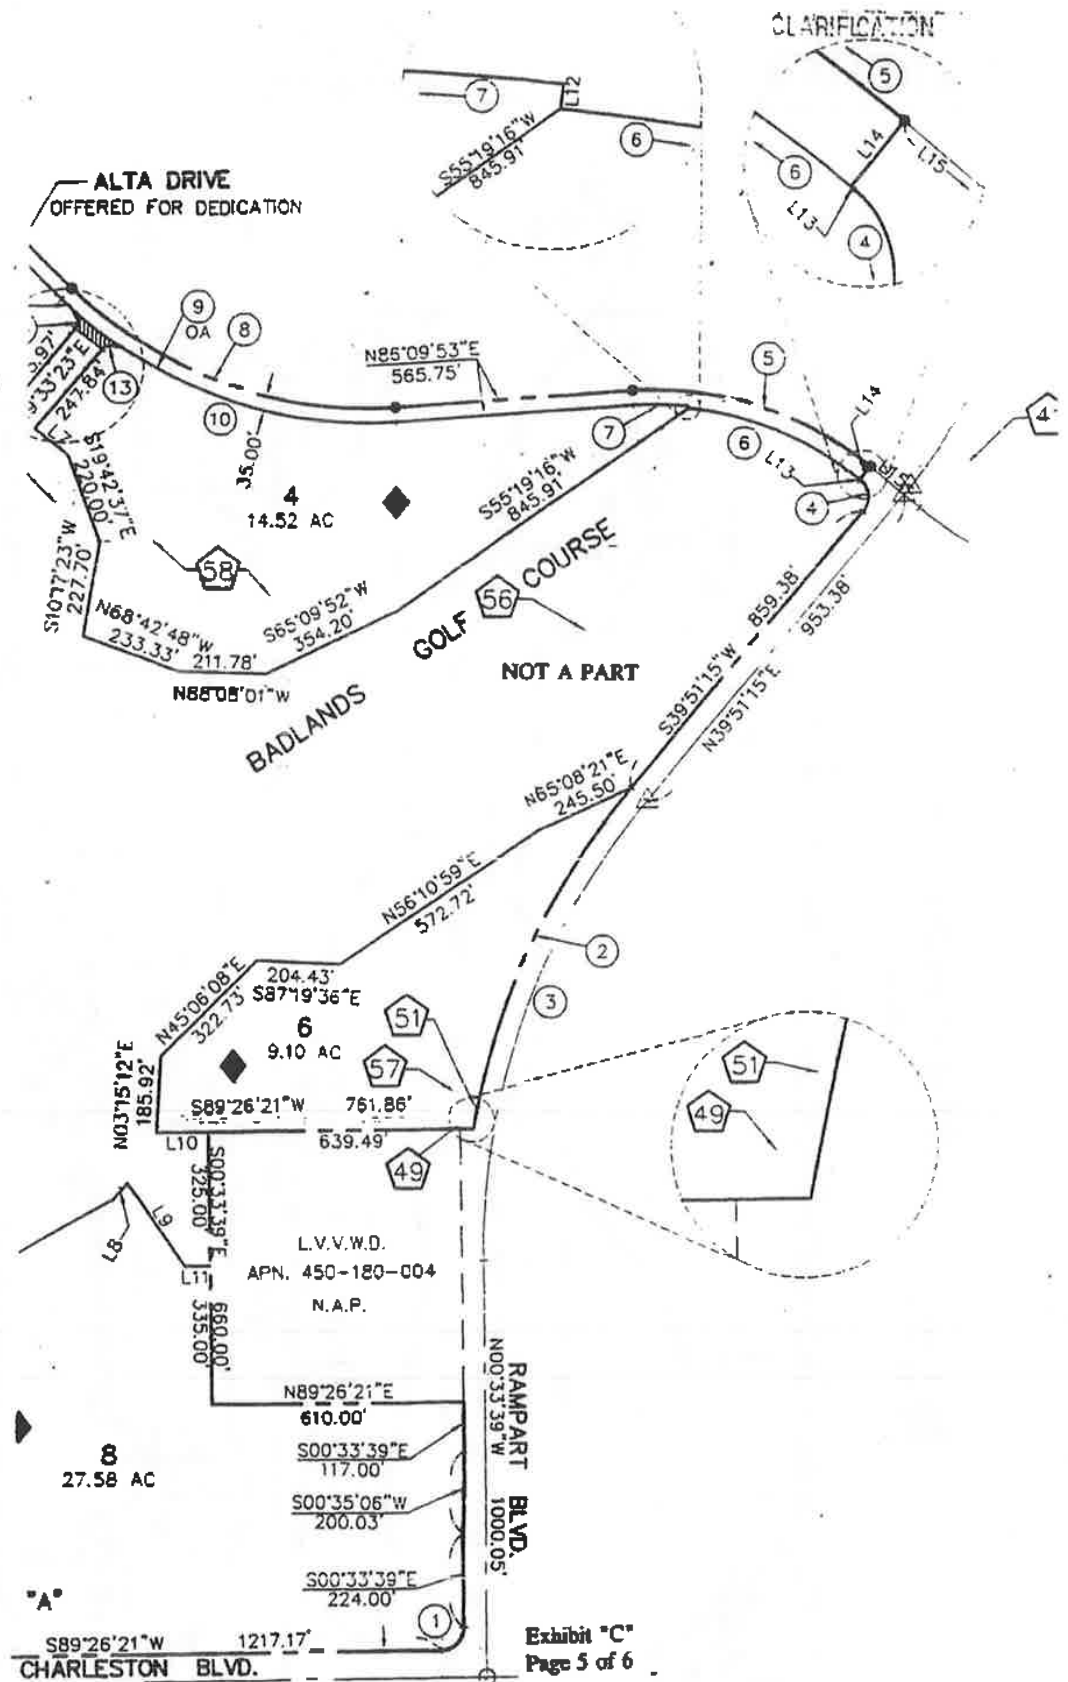 CLARIFICATION
5
7
L12
6
S55°19'16"W
845.91'
L14
L15
6
L13
4
ALTA DRIVE
OFFERED FOR DEDICATION
9
OA
8
N85°09'53"E
565.75'
5
L14
4
13
10
7
6
L13
4
35.00'
247.84'
L7
S19°42'37"E
220.00'
4
14.52 AC
S55°19'16"W
845.91'
58
227.70'
N68°42'48"W
233.33'
211.78'
S65°09'52"W
354.20'
56
BADLANDS GOLF COURSE
NOT A PART
859.38'
953.38'
S39°51'15"W
N39°51'15"E
N65°08'21"E
245.50'
N56°10'59"E
572.72'
2
3
204.43'
S87°19'36"E
N45°06'08"E
322.73'
6
9.10 AC
51
57
N03°15'12"E
185.92'
S89°26'21"W 761.86'
L10
639.49'
49
51
49
S00°33'39"E
325.00'
L9
L8
L11
L.V.V.W.D.
APN. 450-180-004
N.A.P.
660.00'
335.00'
N89°26'21"E
610.00'
RAMPART BLVD.
N00°33'39"W 1000.05'
8
27.58 AC
S00°33'39"E
117.00'
S00°35'06"W
200.03'
S00°33'39"E
224.00'
"A"
1
S89°26'21"W 1217.17'
CHARLESTON BLVD.
Exhibit "C"
Page 5 of 6